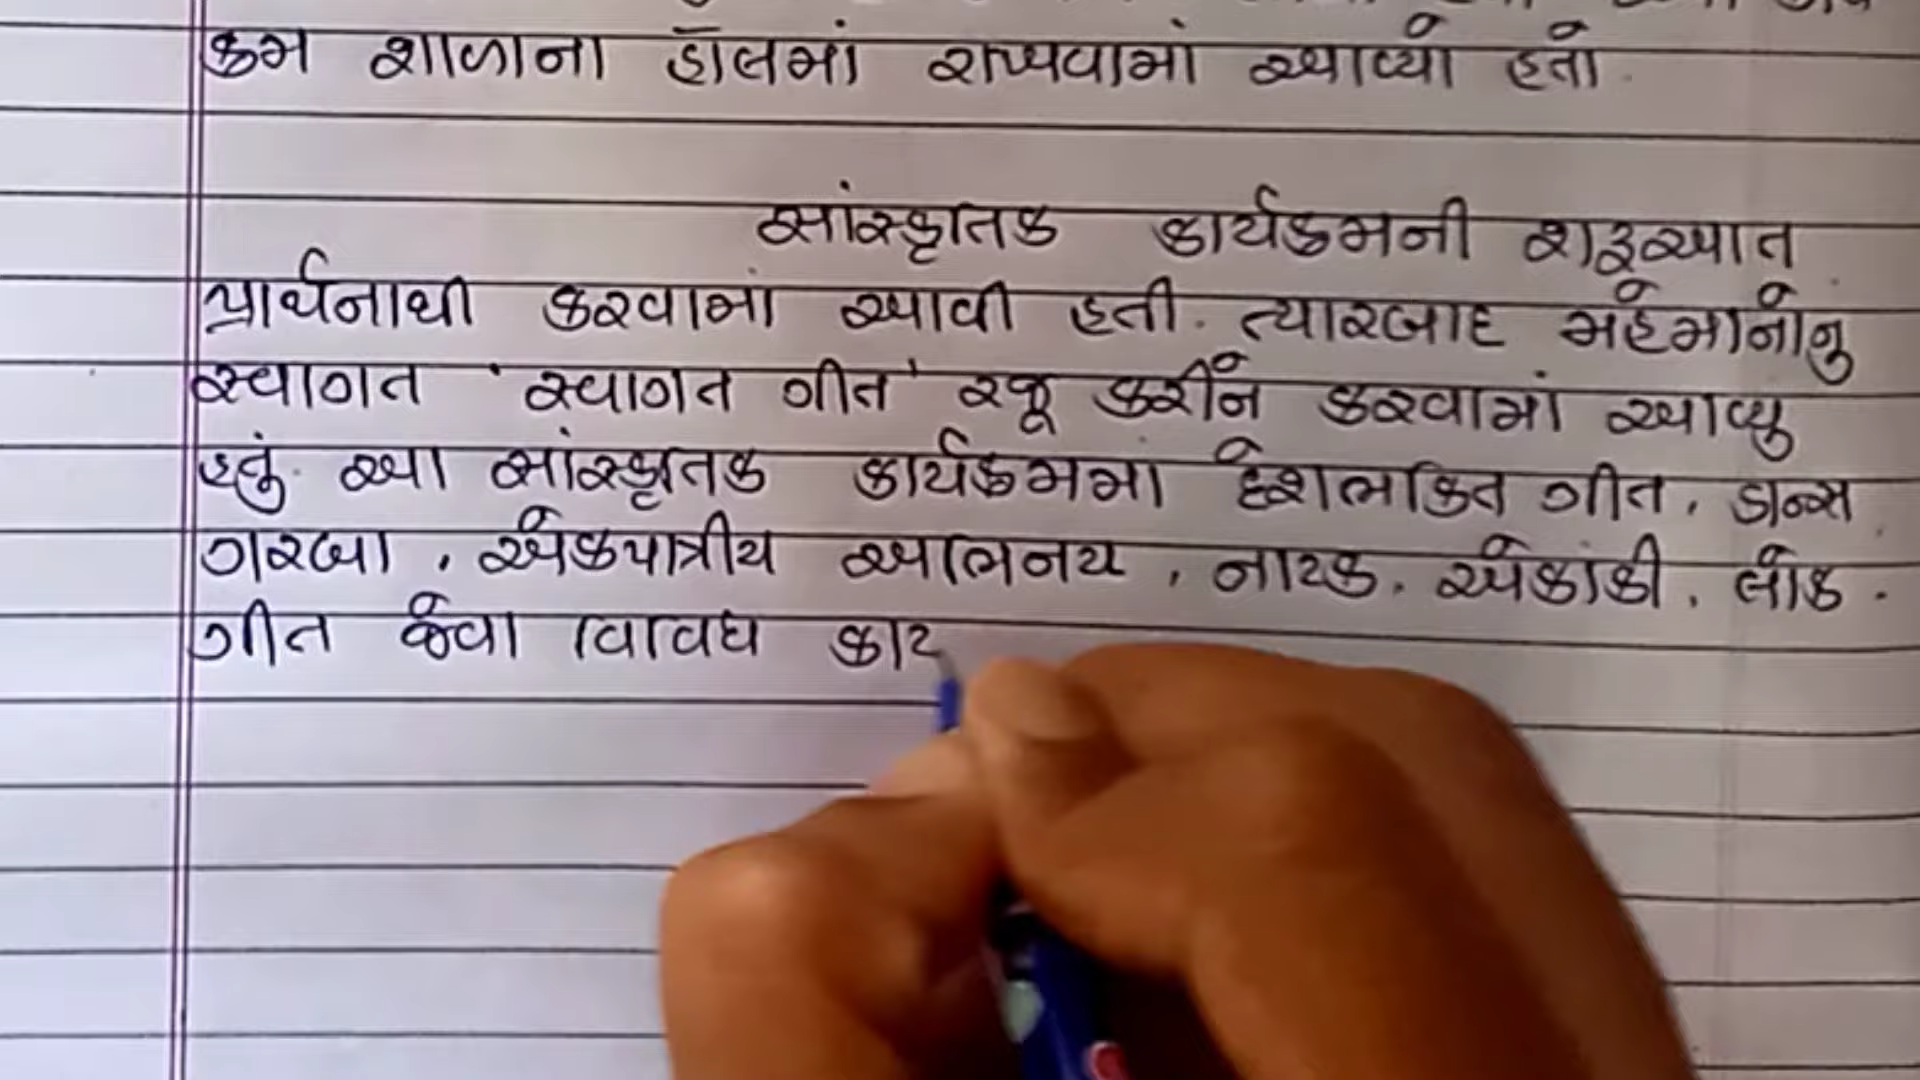 ક્રમ શાળાના હૉલમાં રાખવામાં આવ્યો હતો.
સાંસ્કૃતિક કાર્યક્રમની શરૂઆત
પ્રાર્થનાથી કરવામાં આવી હતી. ત્યારબાદ મહેમાનોનુ
સ્વાગત 'સ્વાગત ગીત' રજૂ કરીને કરવામાં આવ્યુ
હતું. આ સાંસ્કૃતિક કાર્યક્રમમાં દેશભક્તિ ગીત, ડાન્સ,
ગરબા, એકપાત્રીય અભિનય, નાટક, એકાંકી, લોક-
ગીત જેવા વિવિધ કાર